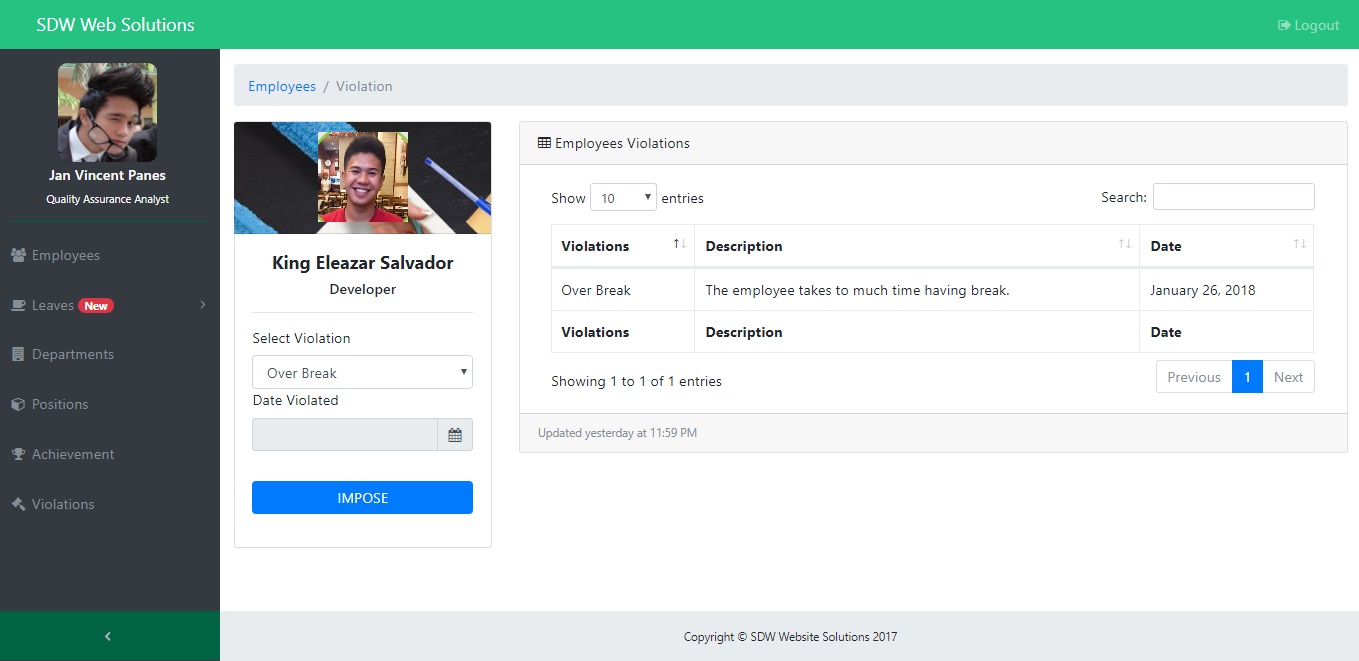 SDW Web Solutions
Logout
Jan Vincent Panes
Quality Assurance Analyst
Employees
Leaves New
Departments
Positions
Achievement
Violations
Employees / Violation
King Eleazar Salvador
Developer
Select Violation
Over Break
Date Violated
IMPOSE
Employees Violations
Show 10 entries
Search:
Violations Description Date
Over Break The employee takes to much time having break. January 26, 2018
Violations Description Date
Showing 1 to 1 of 1 entries
Previous 1 Next
Updated yesterday at 11:59 PM
Copyright © SDW Website Solutions 2017